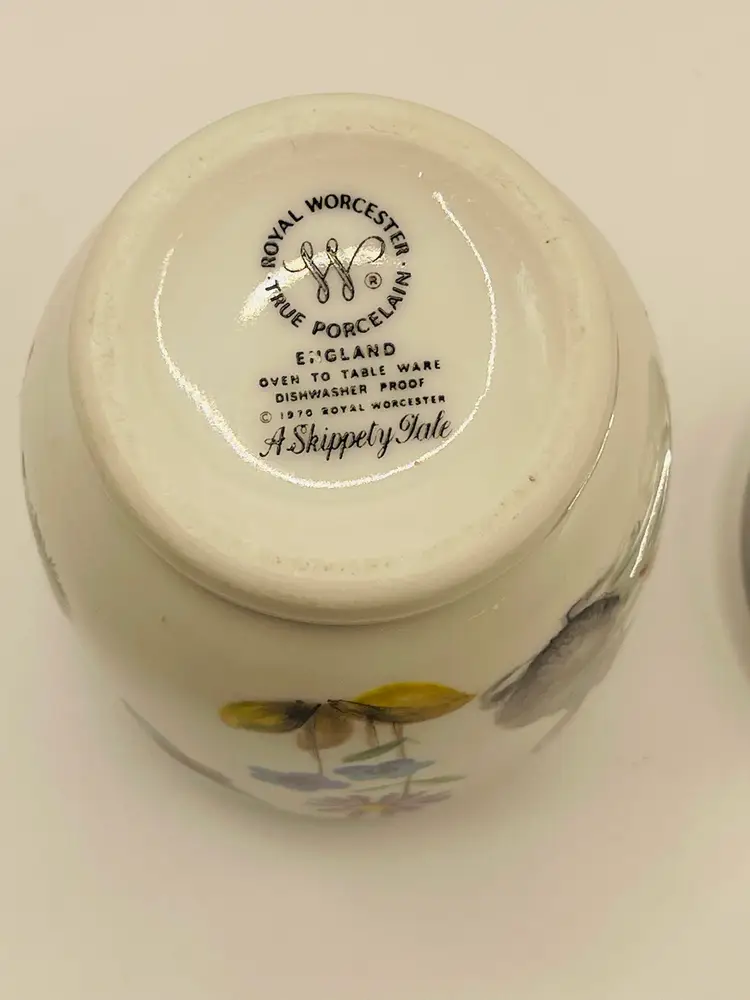 ROYAL WORCESTER
W ®
TRUE PORCELAIN
ENGLAND
OVEN TO TABLE WARE
DISHWASHER PROOF
© 1970 ROYAL WORCESTER
A Skippety Tale